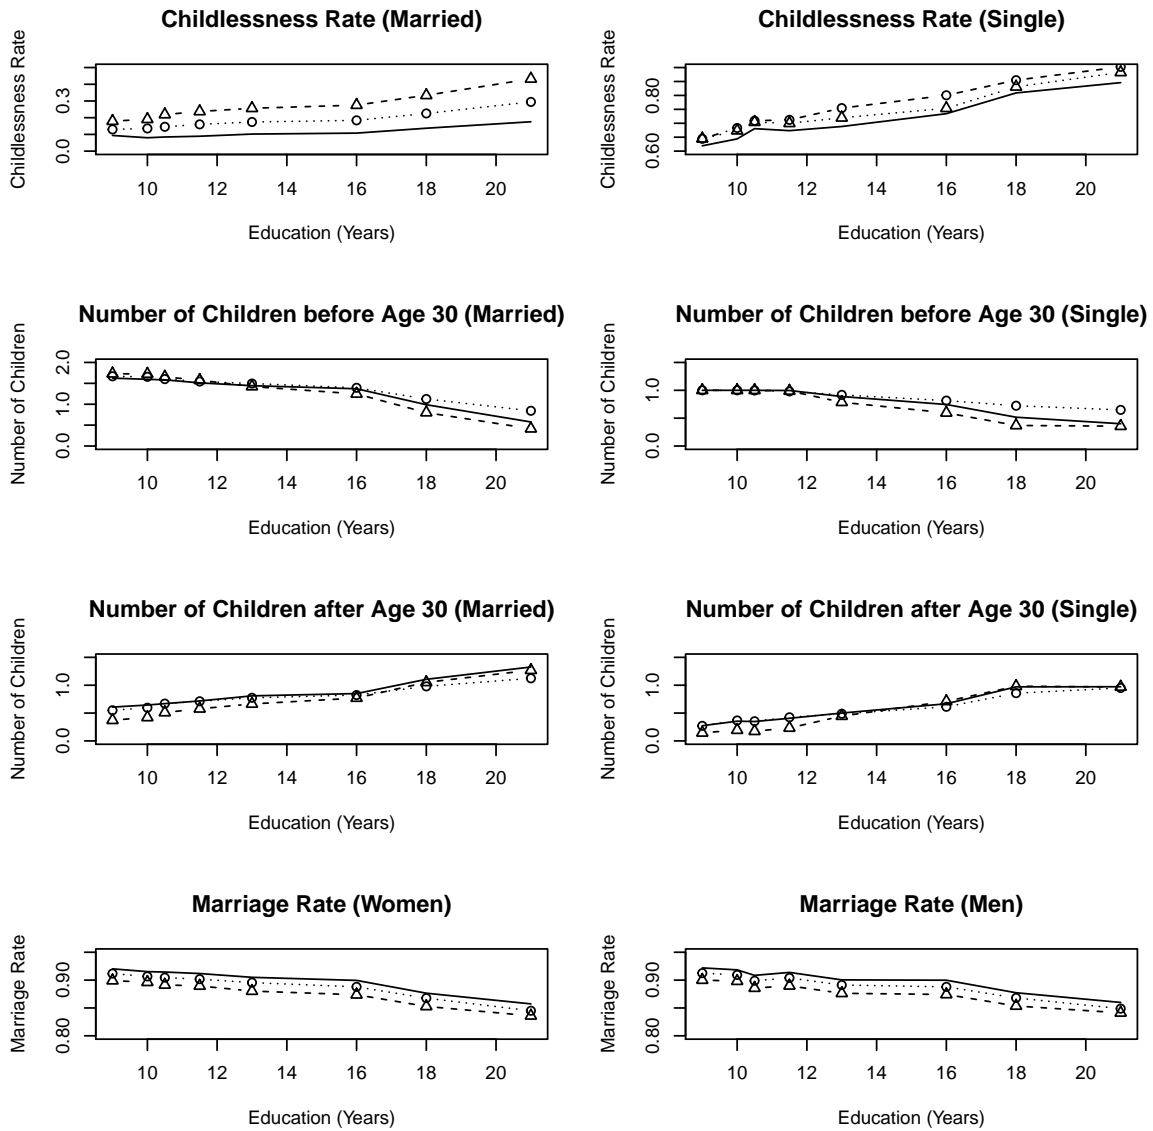 Childlessness Rate (Married)
Childlessness Rate
0.0 0.3
10 12 14 16 18 20
Education (Years)
Childlessness Rate (Single)
Childlessness Rate
0.60 0.80
10 12 14 16 18 20
Education (Years)
Number of Children before Age 30 (Married)
Number of Children
0.0 1.0 2.0
10 12 14 16 18 20
Education (Years)
Number of Children before Age 30 (Single)
Number of Children
0.0 1.0
10 12 14 16 18 20
Education (Years)
Number of Children after Age 30 (Married)
Number of Children
0.0 1.0
10 12 14 16 18 20
Education (Years)
Number of Children after Age 30 (Single)
Number of Children
0.0 1.0
10 12 14 16 18 20
Education (Years)
Marriage Rate (Women)
Marriage Rate
0.80 0.90
10 12 14 16 18 20
Education (Years)
Marriage Rate (Men)
Marriage Rate
0.80 0.90
10 12 14 16 18 20
Education (Years)